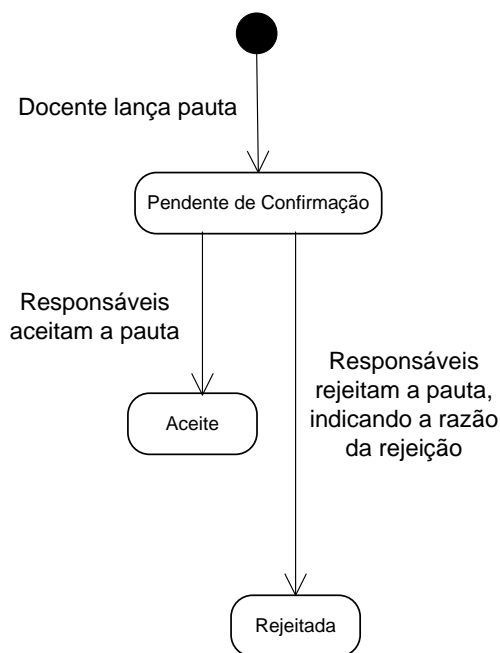 Docente lança pauta
Pendente de Confirmação
Responsáveis
aceitam a pauta
Responsáveis
rejeitam a pauta,
indicando a razão
da rejeição
Aceite
Rejeitada